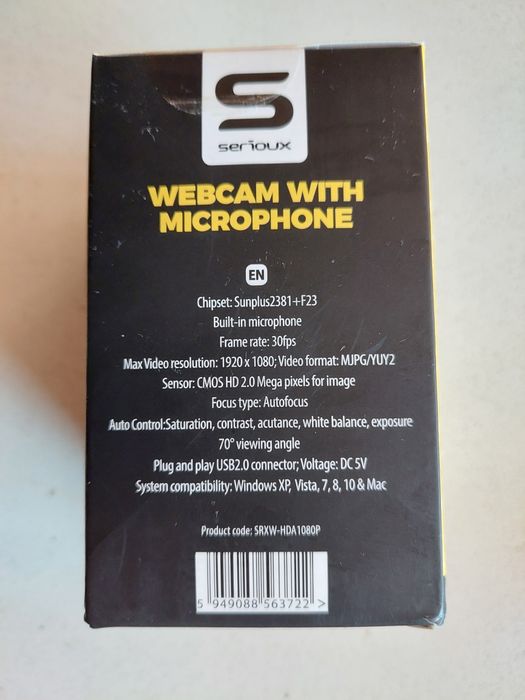 S
serioux
WEBCAM WITH
MICROPHONE
EN
Chipset: Sunplus2381+F23
Built-in microphone
Frame rate: 30fps
Max Video resolution: 1920 x 1080; Video format: MJPG/YUY2
Sensor: CMOS HD 2.0 Mega pixels for image
Focus type: Autofocus
Auto Control:Saturation, contrast, acutance, white balance, exposure
70° viewing angle
Plug and play USB2.0 connector; Voltage: DC 5V
System compatibility: Windows XP, Vista, 7, 8, 10 & Mac
Product code: SRXW-HDA1080P
5 949088 563722 >